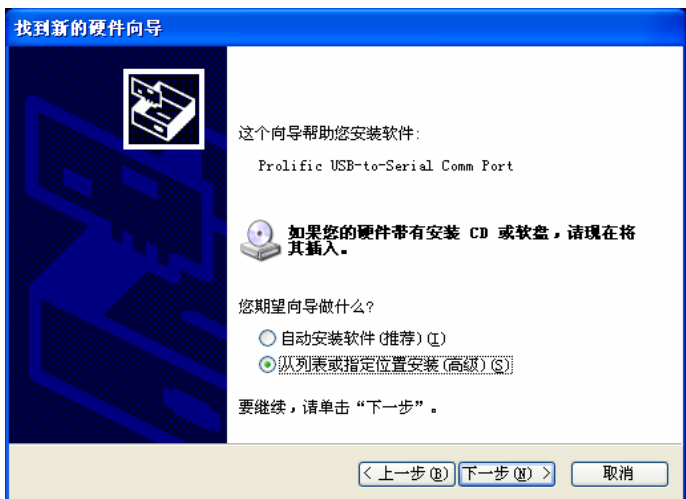 找到新的硬件向导
这个向导帮助您安装软件:
Prolific USB-to-Serial Comm Port
如果您的硬件带有安装 CD 或软盘，请现在将
其插入。
您期望向导做什么?
自动安装软件(推荐)(I)
从列表或指定位置安装(高级)(S)
要继续，请单击“下一步”。
< 上一步(B)
下一步(N) >
取消